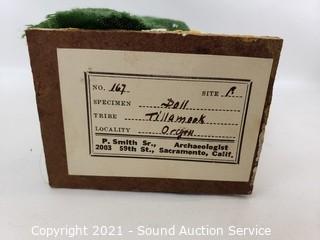 NO. 167 SITE P.
SPECIMEN Doll
TRIBE Tillamook
LOCALITY Oregon
P. Smith Sr., Archaeologist
2003 59th St., Sacramento, Calif.
Copyright 2021 - Sound Auction Service